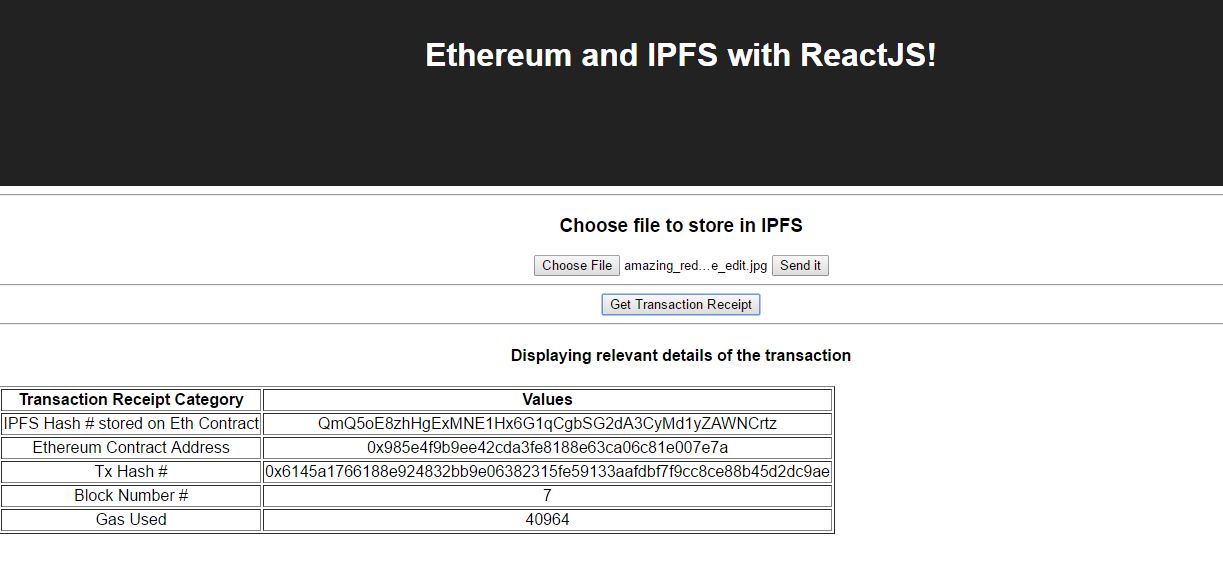 Ethereum and IPFS with ReactJS!
Choose file to store in IPFS
Choose File amazing_red...e_edit.jpg Send it
Get Transaction Receipt
Displaying relevant details of the transaction
Transaction Receipt Category Values
IPFS Hash # stored on Eth Contract QmQ5oE8zhHgExMNE1Hx6G1qCgbSG2dA3CyMd1yZAWNCrtz
Ethereum Contract Address 0x985e4f9b9ee42cda3fe8188e63ca06c81e007e7a
Tx Hash # 0x6145a1766188e924832bb9e06382315fe59133aafdbf7f9cc8ce88b45d2dc9ae
Block Number # 7
Gas Used 40964